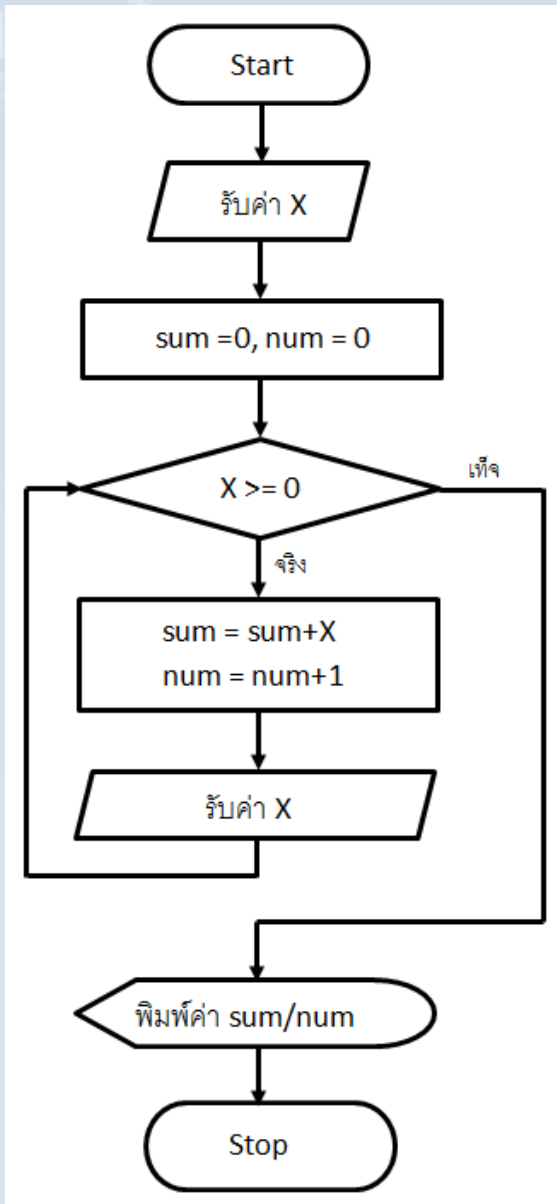 Start
รับค่า X
sum =0, num = 0
X >= 0
เท็จ
จริง
sum = sum+X
num = num+1
รับค่า X
พิมพ์ค่า sum/num
Stop